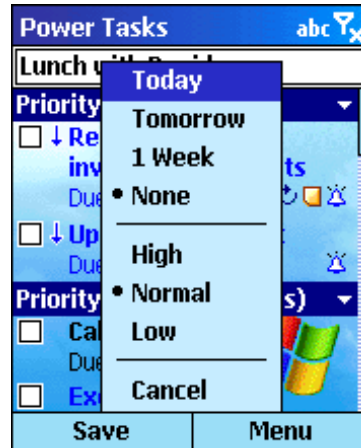 Power Tasks abc
Lunch
Today
Priority
Tomorrow
1 Week
None
Due
High
Normal
Low
Due
Priority s)
Due
Cancel
Save Menu